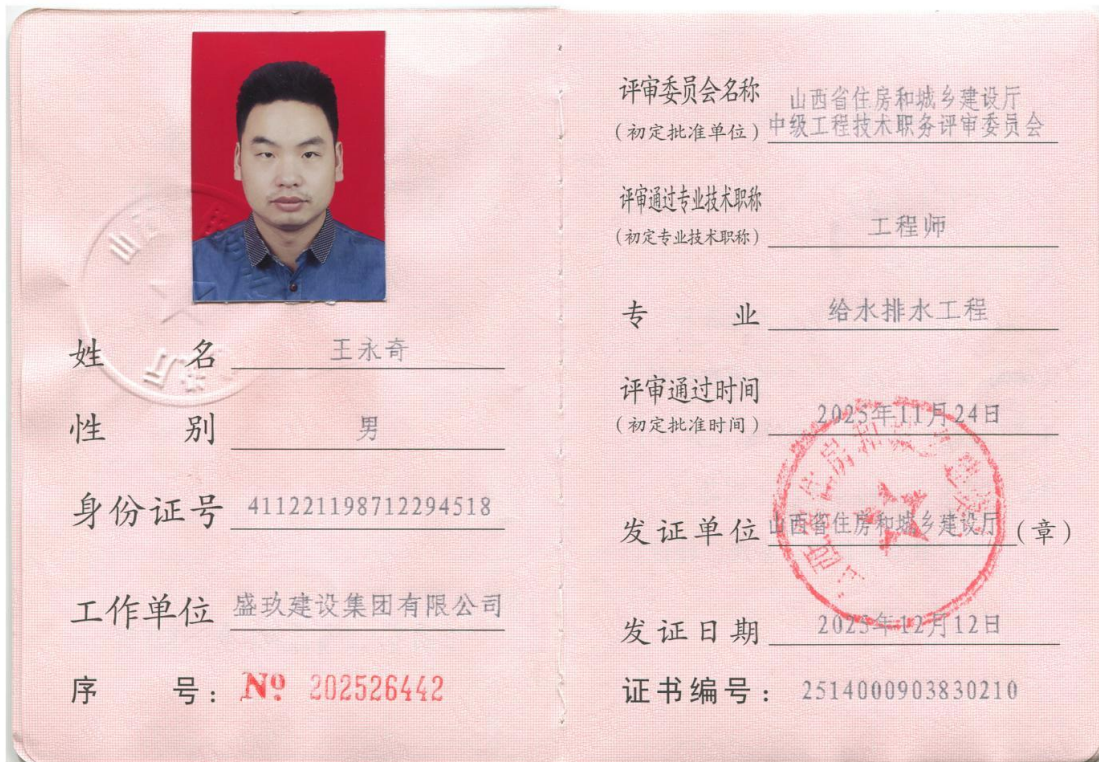 姓名 王永奇
性别 男
身份证号 411221198712294518
工作单位 盛玖建设集团有限公司
序号: Nº 202526442
评审委员会名称 山西省住房和城乡建设厅
(初定批准单位) 中级工程技术职务评审委员会
评审通过专业技术职称
(初定专业技术职称) 工程师
专业 给水排水工程
评审通过时间
(初定批准时间) 2025年11月24日
发证单位 山西省住房和城乡建设厅 (章)
发证日期 2025年12月12日
证书编号: 2514000903830210